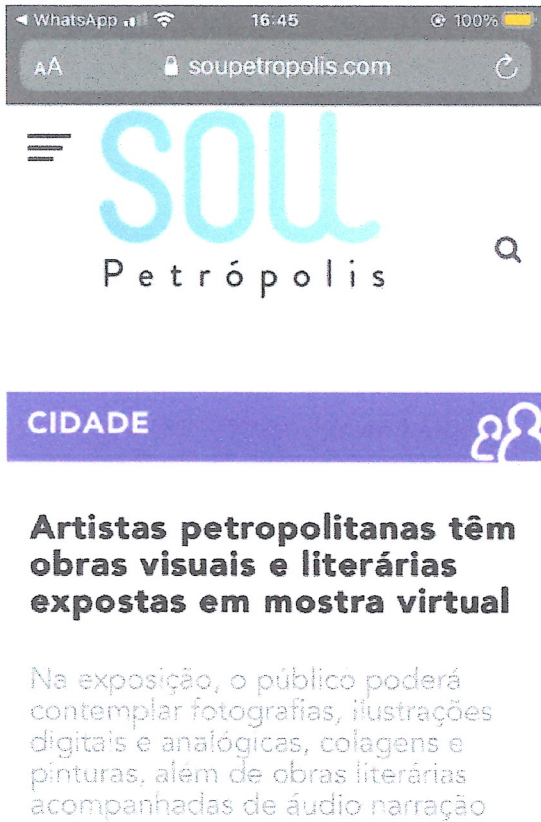 WhatsApp 16:45 100%
AA soupetropolis.com
sou
Petrópolis
CIDADE
Artistas petropolitanas têm
obras visuais e literárias
expostas em mostra virtual
Na exposição, o público poderá
contemplar fotografias, ilustrações
digitais e analógicas, colagens e
pinturas, além de obras literárias
acompanhadas de áudio narração